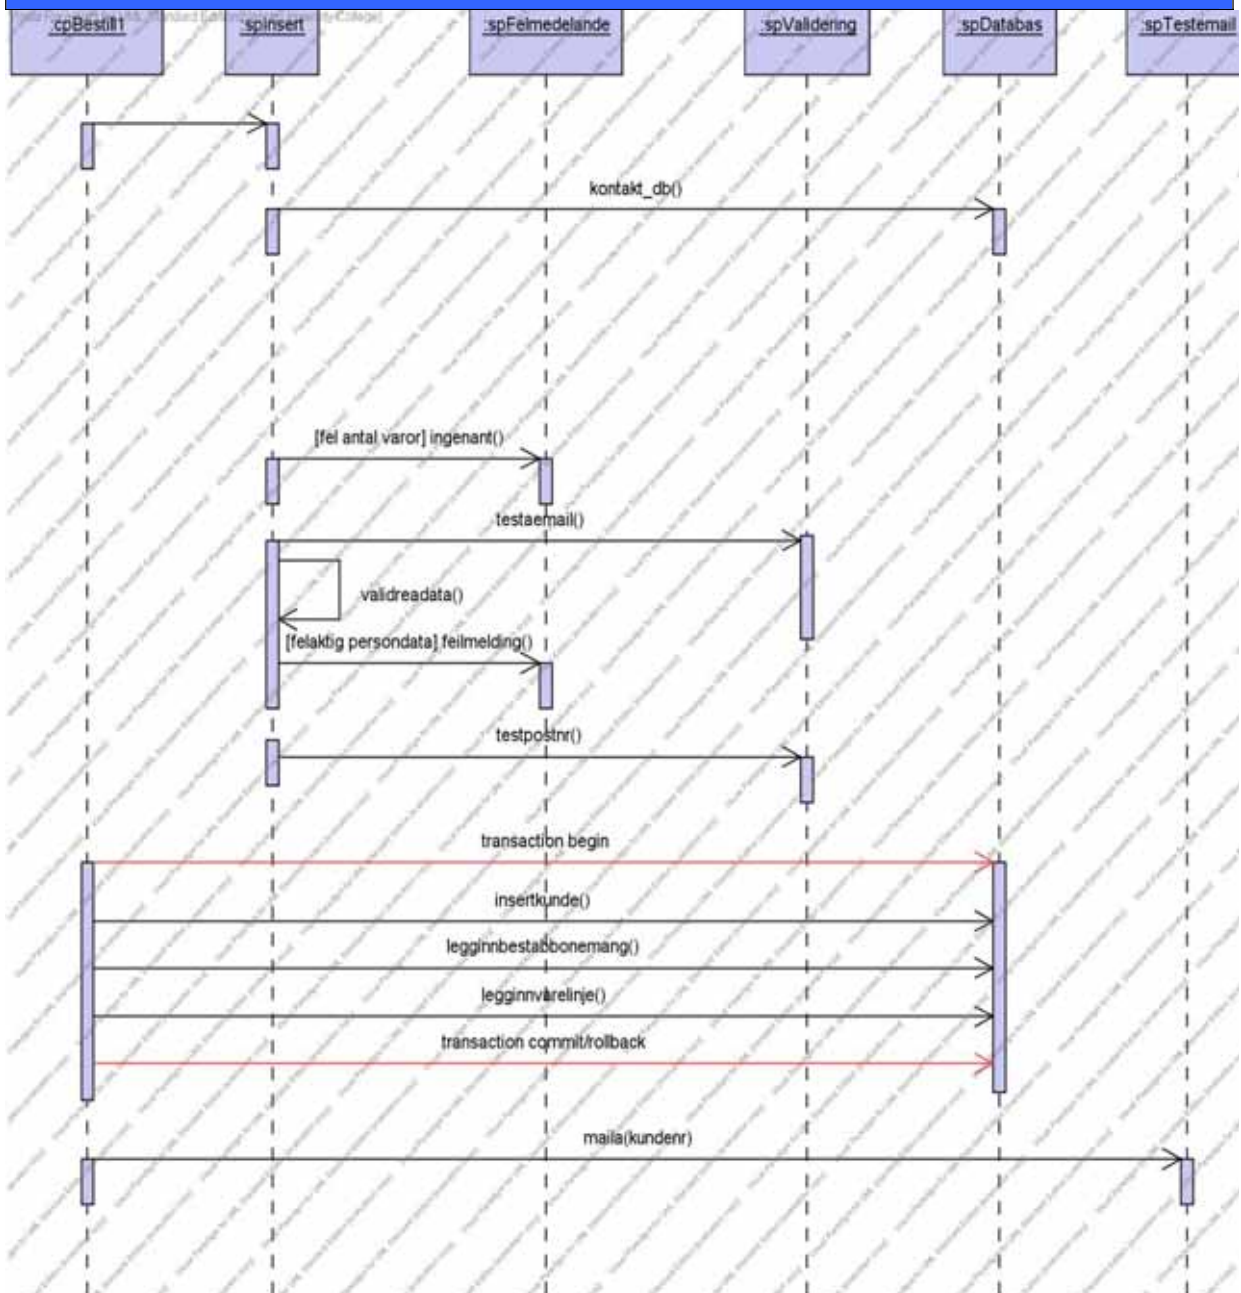 :cpBestill1
:spInsert
:spFelmedelande
:spValidering
:spDatabas
:spTestemail
kontakt_db()
[fel antal varor] ingenant()
testaemail()
validreadata()
[felaktig persondata] feilmelding()
testpostnr()
transaction begin
insertkunde()
legginnbestabbonemang()
legginnvarelinje()
transaction commit/rollback
maila(kundenr)